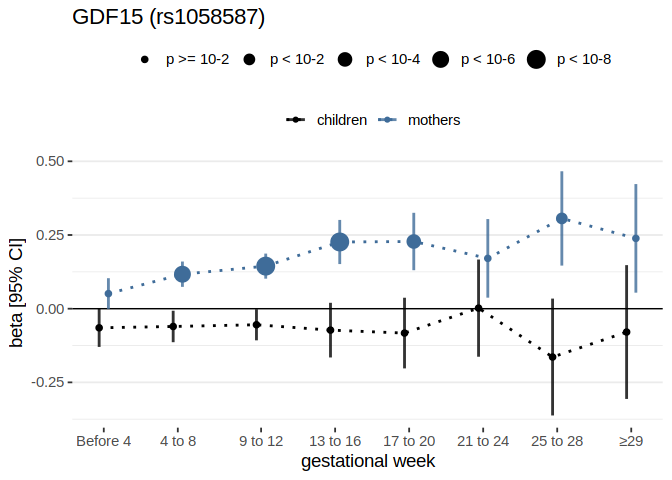 GDF15 (rs1058587)
p >= 10-2 p < 10-2 p < 10-4 p < 10-6 p < 10-8
children mothers
0.50
0.25
0.00
-0.25
beta [95% CI]
Before 4 4 to 8 9 to 12 13 to 16 17 to 20 21 to 24 25 to 28 ≥29
gestational week